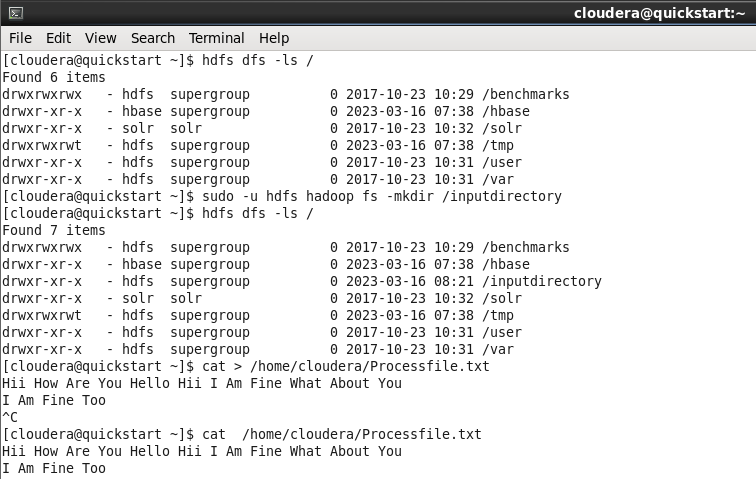 cloudera@quickstart:~
File Edit View Search Terminal Help
[cloudera@quickstart ~]$ hdfs dfs -ls /
Found 6 items
drwxrwxrwx   - hdfs  supergroup          0 2017-10-23 10:29 /benchmarks
drwxr-xr-x   - hbase supergroup          0 2023-03-16 07:38 /hbase
drwxr-xr-x   - solr  solr                0 2017-10-23 10:32 /solr
drwxrwxrwt   - hdfs  supergroup          0 2023-03-16 07:38 /tmp
drwxr-xr-x   - hdfs  supergroup          0 2017-10-23 10:31 /user
drwxr-xr-x   - hdfs  supergroup          0 2017-10-23 10:31 /var
[cloudera@quickstart ~]$ sudo -u hdfs hadoop fs -mkdir /inputdirectory
[cloudera@quickstart ~]$ hdfs dfs -ls /
Found 7 items
drwxrwxrwx   - hdfs  supergroup          0 2017-10-23 10:29 /benchmarks
drwxr-xr-x   - hbase supergroup          0 2023-03-16 07:38 /hbase
drwxr-xr-x   - hdfs  supergroup          0 2023-03-16 08:21 /inputdirectory
drwxr-xr-x   - solr  solr                0 2017-10-23 10:32 /solr
drwxrwxrwt   - hdfs  supergroup          0 2023-03-16 07:38 /tmp
drwxr-xr-x   - hdfs  supergroup          0 2017-10-23 10:31 /user
drwxr-xr-x   - hdfs  supergroup          0 2017-10-23 10:31 /var
[cloudera@quickstart ~]$ cat > /home/cloudera/Processfile.txt
Hii How Are You Hello Hii I Am Fine What About You
I Am Fine Too
^C
[cloudera@quickstart ~]$ cat  /home/cloudera/Processfile.txt
Hii How Are You Hello Hii I Am Fine What About You
I Am Fine Too